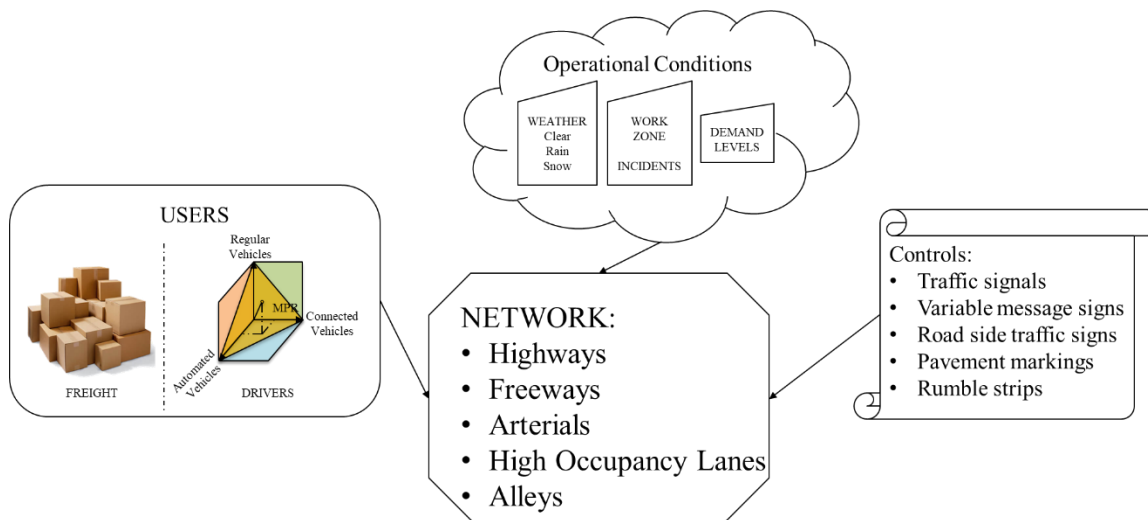 Operational Conditions
WEATHER
Clear
Rain
Snow
WORK
ZONE
INCIDENTS
DEMAND
LEVELS
USERS
Regular
Vehicles
MPR
Connected
Vehicles
Automated
Vehicles
FREIGHT
DRIVERS
NETWORK:
• Highways
• Freeways
• Arterials
• High Occupancy Lanes
• Alleys
Controls:
• Traffic signals
• Variable message signs
• Road side traffic signs
• Pavement markings
• Rumble strips